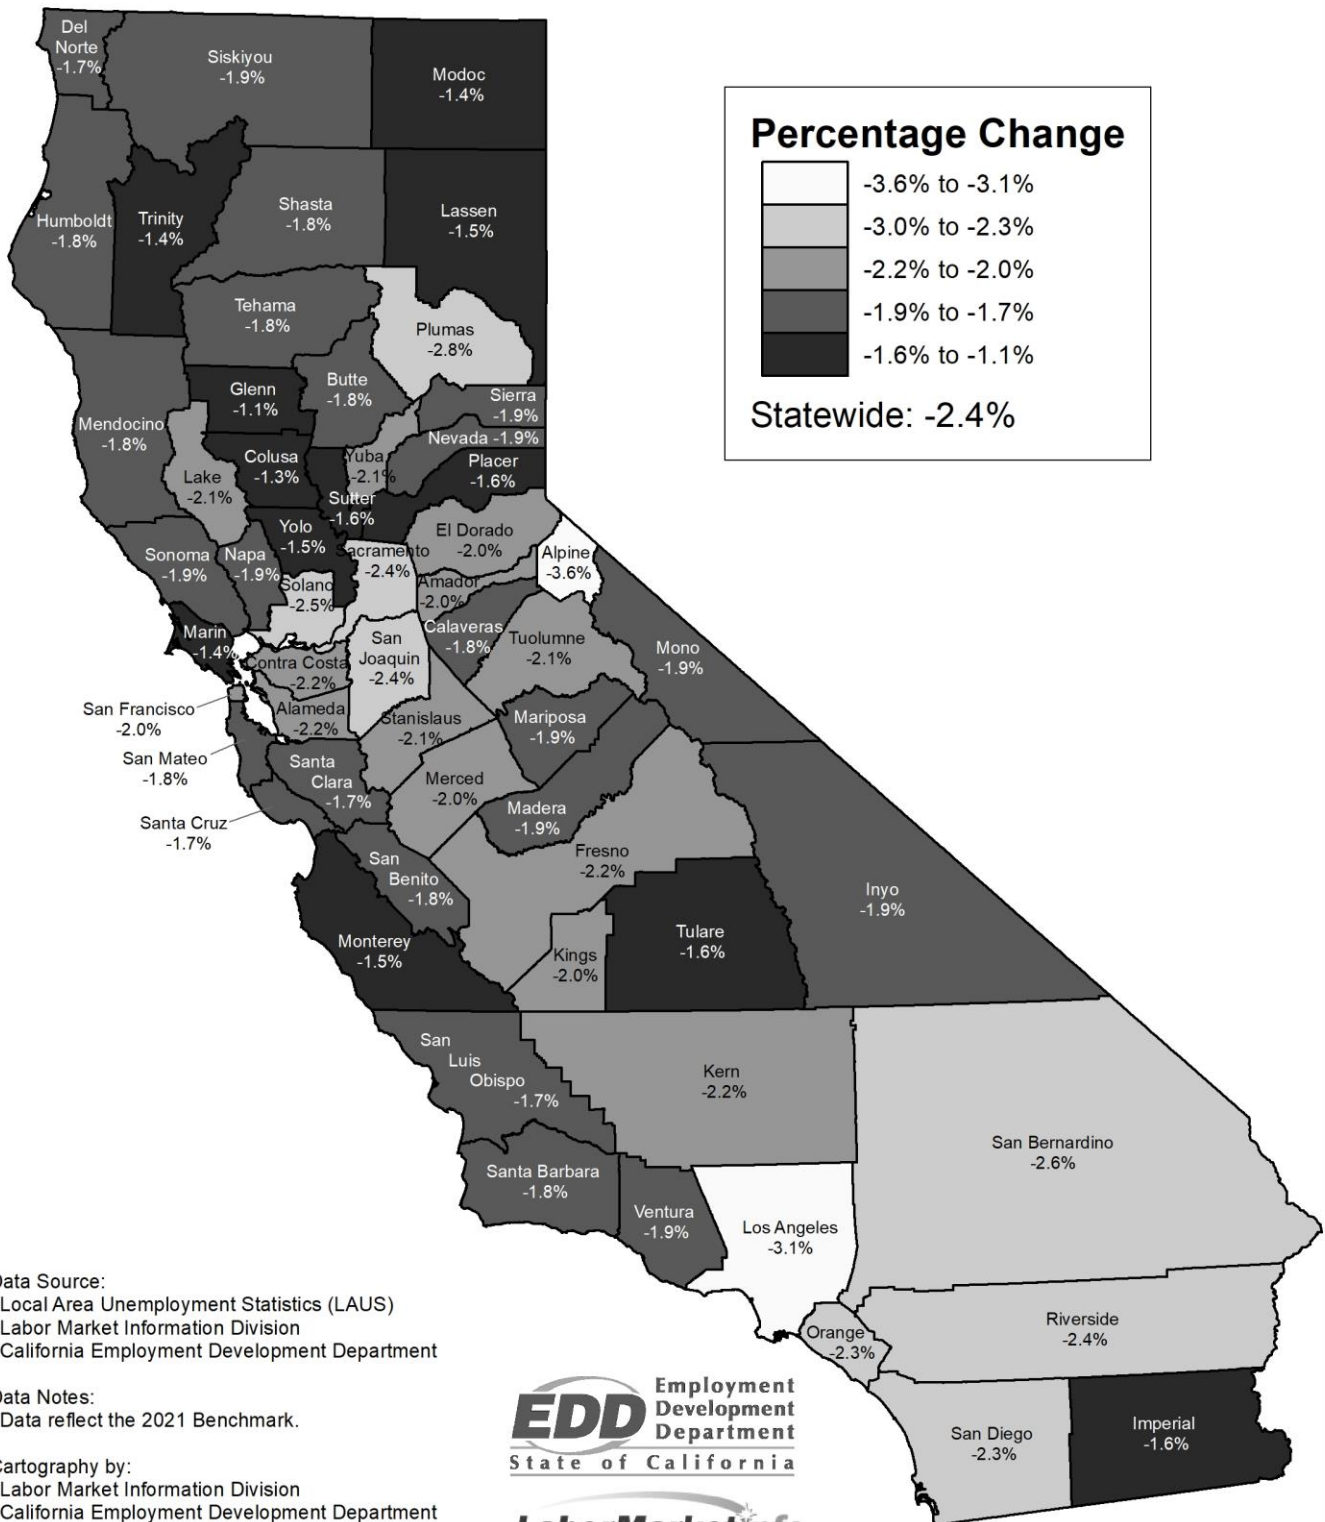 Del
Norte
-1.7%
Siskiyou
-1.9%
Modoc
-1.4%
Percentage Change
-3.6% to -3.1%
-3.0% to -2.3%
-2.2% to -2.0%
-1.9% to -1.7%
-1.6% to -1.1%
Statewide: -2.4%
Humboldt
-1.8%
Trinity
-1.4%
Shasta
-1.8%
Lassen
-1.5%
Tehama
-1.8%
Plumas
-2.8%
Mendocino
-1.8%
Glenn
-1.1%
Butte
-1.8%
Sierra
-1.9%
Nevada -1.9%
Lake
-2.1%
Colusa
-1.3%
Yuba
-2.1%
Placer
-1.6%
Sutter
-1.6%
Sonoma
-1.9%
Napa
-1.9%
Yolo
-1.5%
Sacramento
-2.4%
El Dorado
-2.0%
Alpine
-3.6%
Solano
-2.5%
Amador
-2.0%
Marin
-1.4%
Contra Costa
-2.2%
San
Joaquin
-2.4%
Calaveras
-1.8%
Tuolumne
-2.1%
Mono
-1.9%
San Francisco
-2.0%
Alameda
-2.2%
Stanislaus
-2.1%
Mariposa
-1.9%
San Mateo
-1.8%
Santa
Clara
-1.7%
Merced
-2.0%
Madera
-1.9%
Santa Cruz
-1.7%
San
Benito
-1.8%
Fresno
-2.2%
Inyo
-1.9%
Monterey
-1.5%
Kings
-2.0%
Tulare
-1.6%
San
Luis
Obispo
-1.7%
Kern
-2.2%
San Bernardino
-2.6%
Santa Barbara
-1.8%
Ventura
-1.9%
Los Angeles
-3.1%
Orange
-2.3%
Riverside
-2.4%
San Diego
-2.3%
Imperial
-1.6%
ata Source:
Local Area Unemployment Statistics (LAUS)
Labor Market Information Division
California Employment Development Department
ata Notes:
Data reflect the 2021 Benchmark.
artography by:
Labor Market Information Division
California Employment Development Department
EDD
Employment
Development
Department
State of California